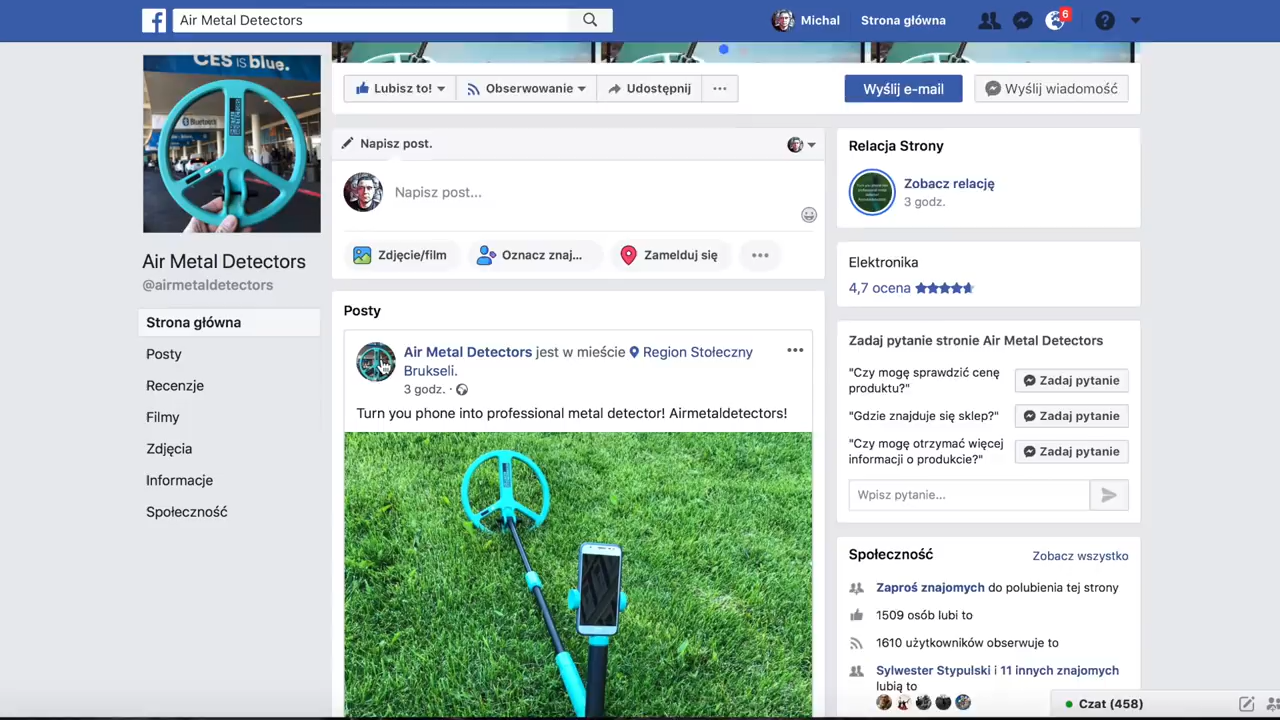 Air Metal Detectors
Michal
Strona główna
6
CES is blue.
Bluetooth
Air Metal Detectors
@airmetaldetectors
Strona główna
Posty
Recenzje
Filmy
Zdjęcia
Informacje
Społeczność
Lubisz to!
Obserwowanie
Udostępnij
Wyślij e-mail
Wyślij wiadomość
Napisz post.
Napisz post...
Zdjęcie/film
Oznacz znaj...
Zamelduj się
Posty
Air Metal Detectors jest w mieście Region Stołeczny
Brukseli.
3 godz. ·
Turn you phone into professional metal detector! Airmetaldetectors!
Relacja Strony
Zobacz relację
3 godz.
Elektronika
4,7 ocena
Zadaj pytanie stronie Air Metal Detectors
"Czy mogę sprawdzić cenę
produktu?"
Zadaj pytanie
"Gdzie znajduje się sklep?"
Zadaj pytanie
"Czy mogę otrzymać więcej
informacji o produkcie?"
Zadaj pytanie
Wpisz pytanie...
Społeczność
Zobacz wszystko
Zaproś znajomych do polubienia tej strony
1509 osób lubi to
1610 użytkowników obserwuje to
Sylwester Stypulski i 11 innych znajomych
lubią to
Czat (458)